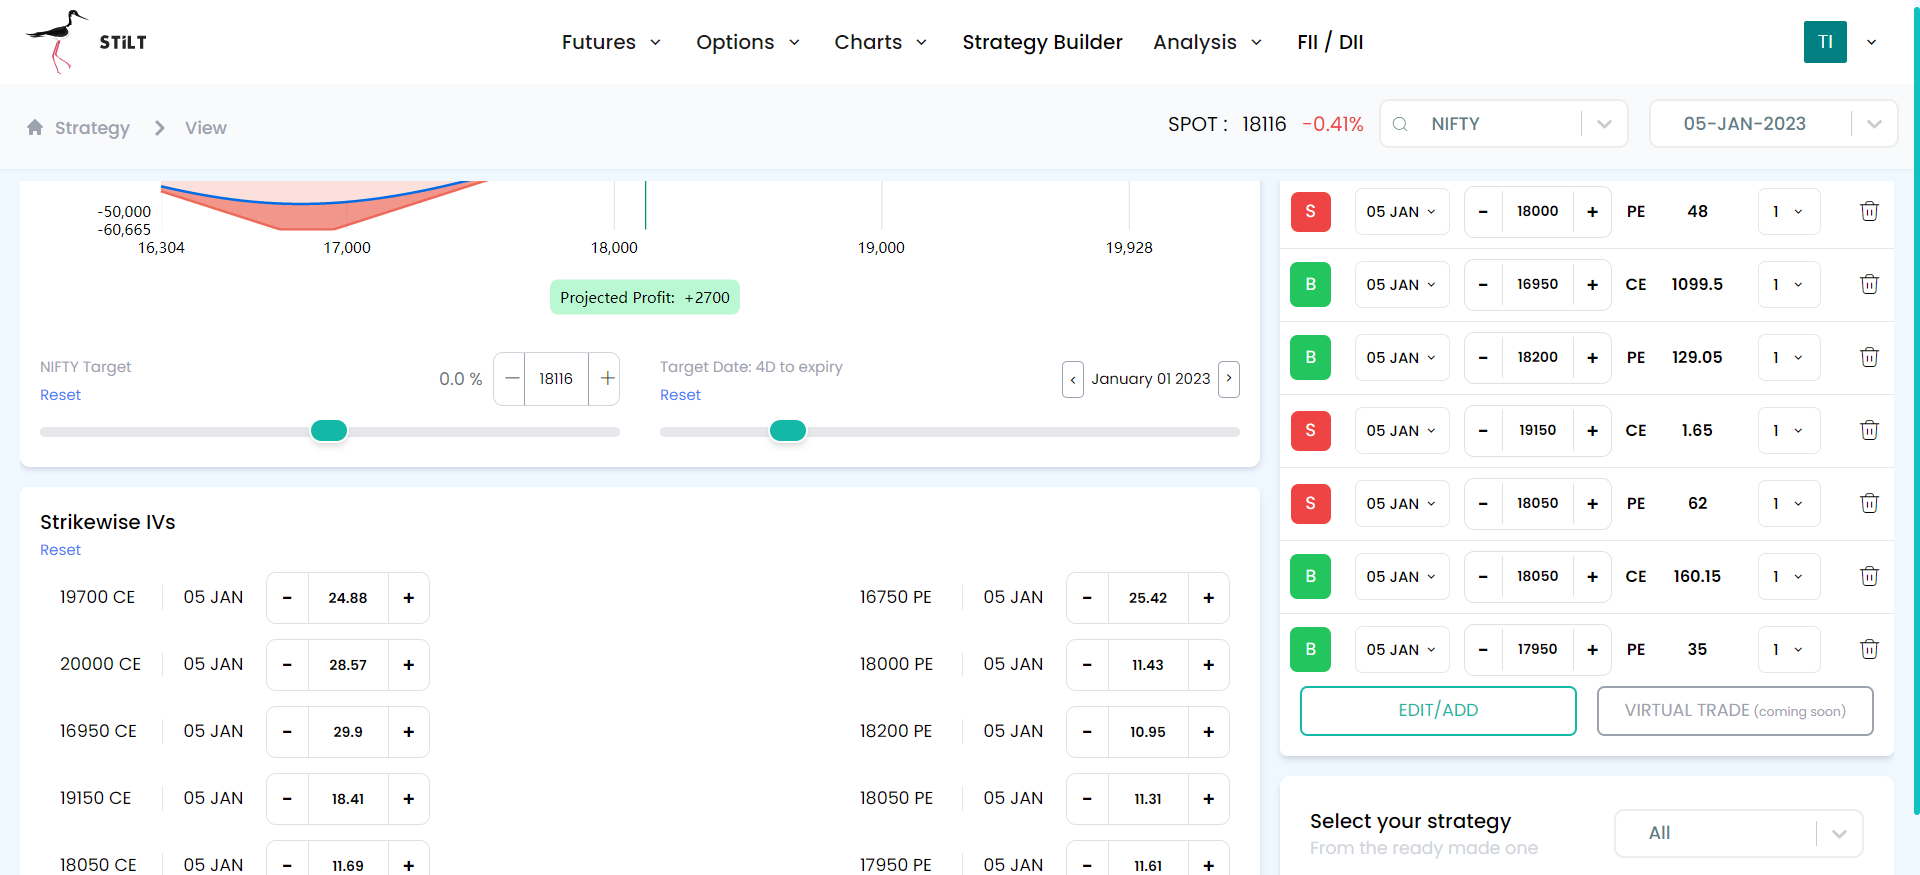 STiLT
Futures Options Charts Strategy Builder Analysis FII / DII
TI
Strategy View
SPOT : 18116 -0.41% NIFTY 05-JAN-2023
-50,000
-60,665
16,304 17,000 18,000 19,000 19,928
Projected Profit: +2700
NIFTY Target
Reset
0.0 % 18116
Target Date: 4D to expiry
Reset
January 01 2023
Strikewise IVs
Reset
19700 CE 05 JAN - 24.88 +
20000 CE 05 JAN - 28.57 +
16950 CE 05 JAN - 29.9 +
19150 CE 05 JAN - 18.41 +
18050 CE 05 JAN - 11.69 +
16750 PE 05 JAN - 25.42 +
18000 PE 05 JAN - 11.43 +
18200 PE 05 JAN - 10.95 +
18050 PE 05 JAN - 11.31 +
17950 PE 05 JAN - 11.61 +
S 05 JAN - 18000 + PE 48 1
B 05 JAN - 16950 + CE 1099.5 1
B 05 JAN - 18200 + PE 129.05 1
S 05 JAN - 19150 + CE 1.65 1
S 05 JAN - 18050 + PE 62 1
B 05 JAN - 18050 + CE 160.15 1
B 05 JAN - 17950 + PE 35 1
EDIT/ADD VIRTUAL TRADE (coming soon)
Select your strategy
From the ready made one
All